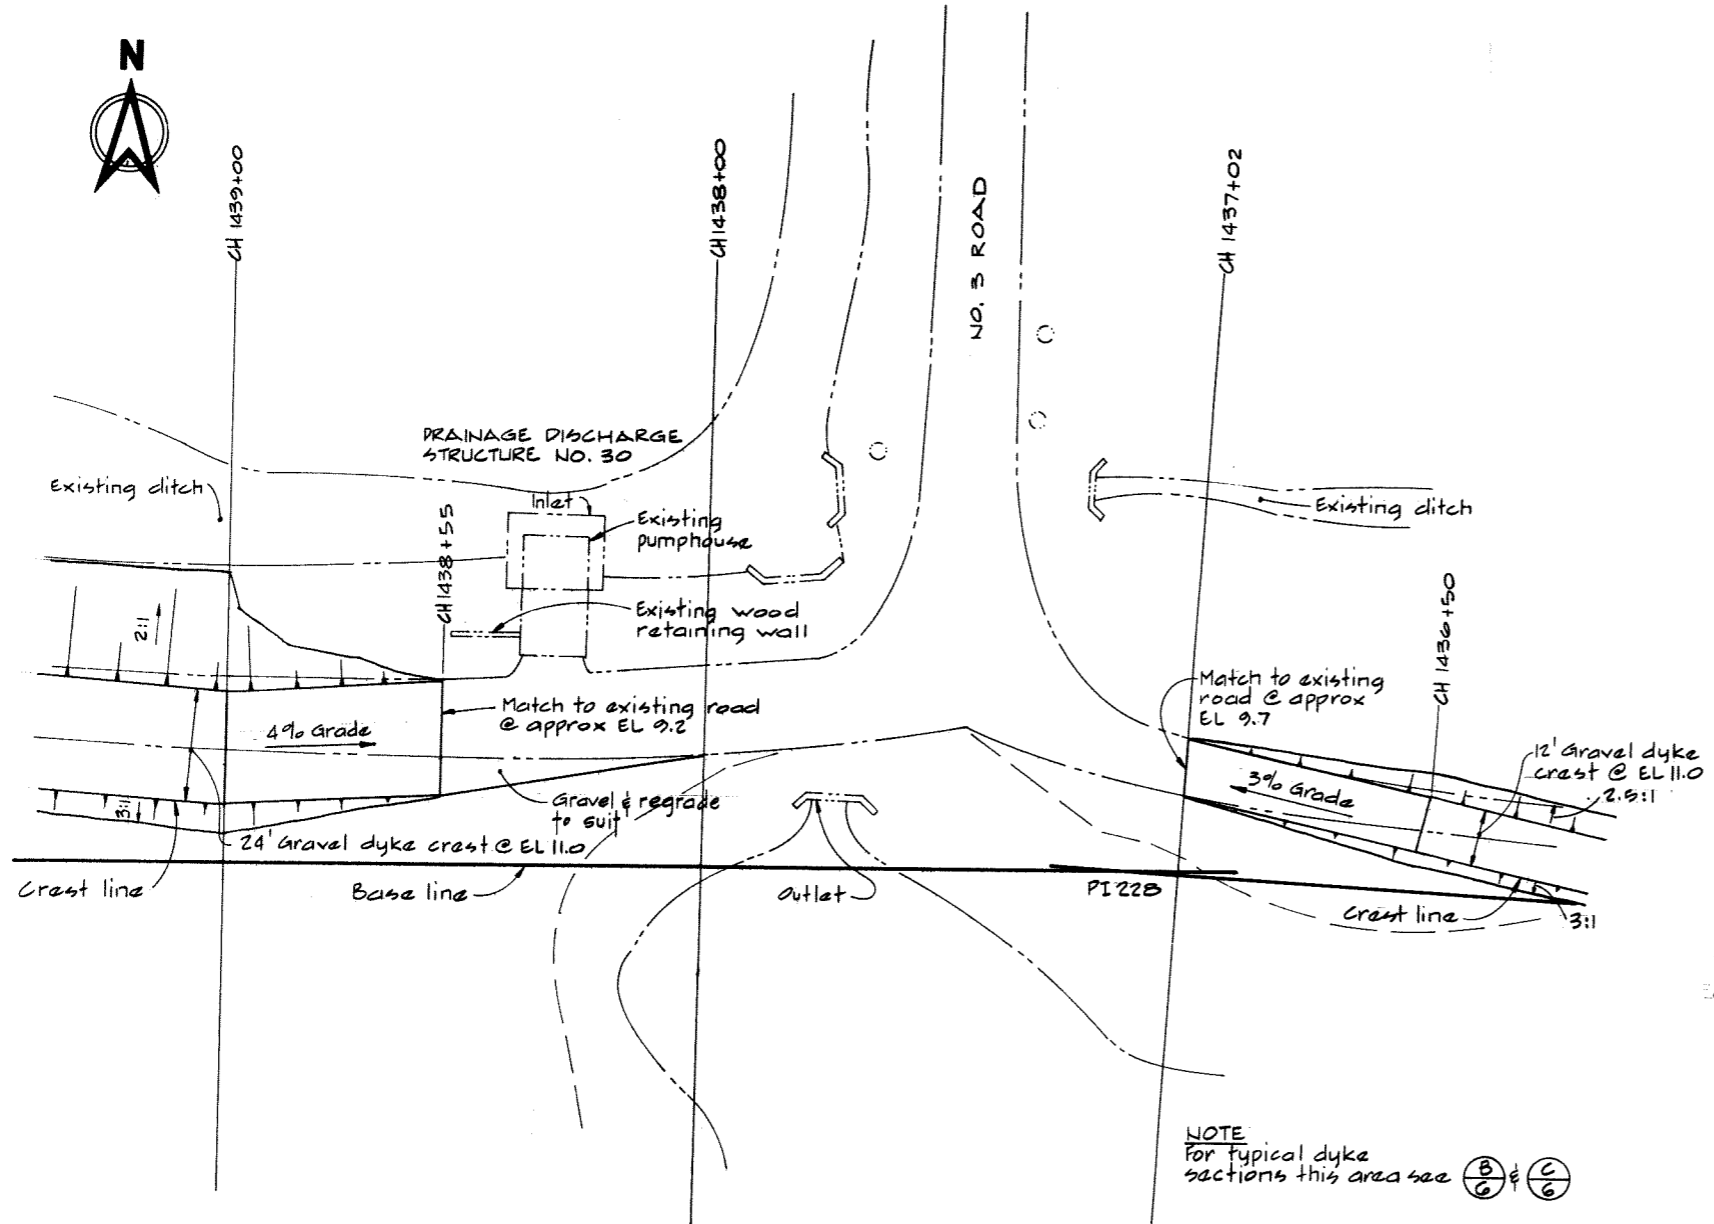 N
CH 1439+00
CH 1438+00
CH 1437+02
NO. 3 ROAD
DRAINAGE DISCHARGE
STRUCTURE NO. 30
Existing ditch
Inlet
CH 1438+55
Existing
pumphouse
Existing ditch
2:1
Existing wood
retaining wall
CH 1436+50
Match to existing road
@ approx EL 9.2
Match to existing
road @ approx
EL 9.7
4% Grade
12' Gravel dyke
crest @ EL 11.0
2.5:1
3% Grade
3:1
Gravel & regrade
to suit
24' Gravel dyke crest @ EL 11.0
Crest line
Base line
Outlet
PI 228
Crest line
3:1
NOTE
For typical dyke
sections this area see B/6 & C/6